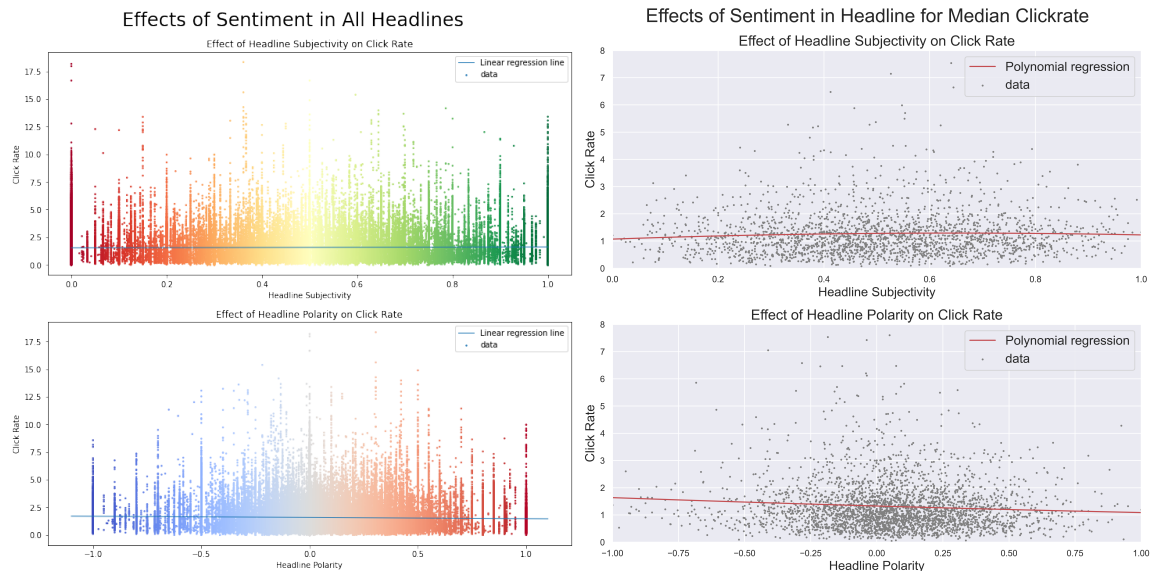 Effects of Sentiment in All Headlines
Effect of Headline Subjectivity on Click Rate
Linear regression line
data
Click Rate
17.5
15.0
12.5
10.0
7.5
5.0
2.5
0.0
0.0 0.2 0.4 0.6 0.8 1.0
Headline Subjectivity
Effect of Headline Polarity on Click Rate
Linear regression line
data
Click Rate
17.5
15.0
12.5
10.0
7.5
5.0
2.5
0.0
−1.0 −0.5 0.0 0.5 1.0
Headline Polarity
Effects of Sentiment in Headline for Median Clickrate
Effect of Headline Subjectivity on Click Rate
Polynomial regression
data
Click Rate
8
7
6
5
4
3
2
1
0
0.0 0.2 0.4 0.6 0.8 1.0
Headline Subjectivity
Effect of Headline Polarity on Click Rate
Polynomial regression
data
Click Rate
8
7
6
5
4
3
2
1
0
−1.00 −0.75 −0.50 −0.25 0.00 0.25 0.50 0.75 1.00
Headline Polarity